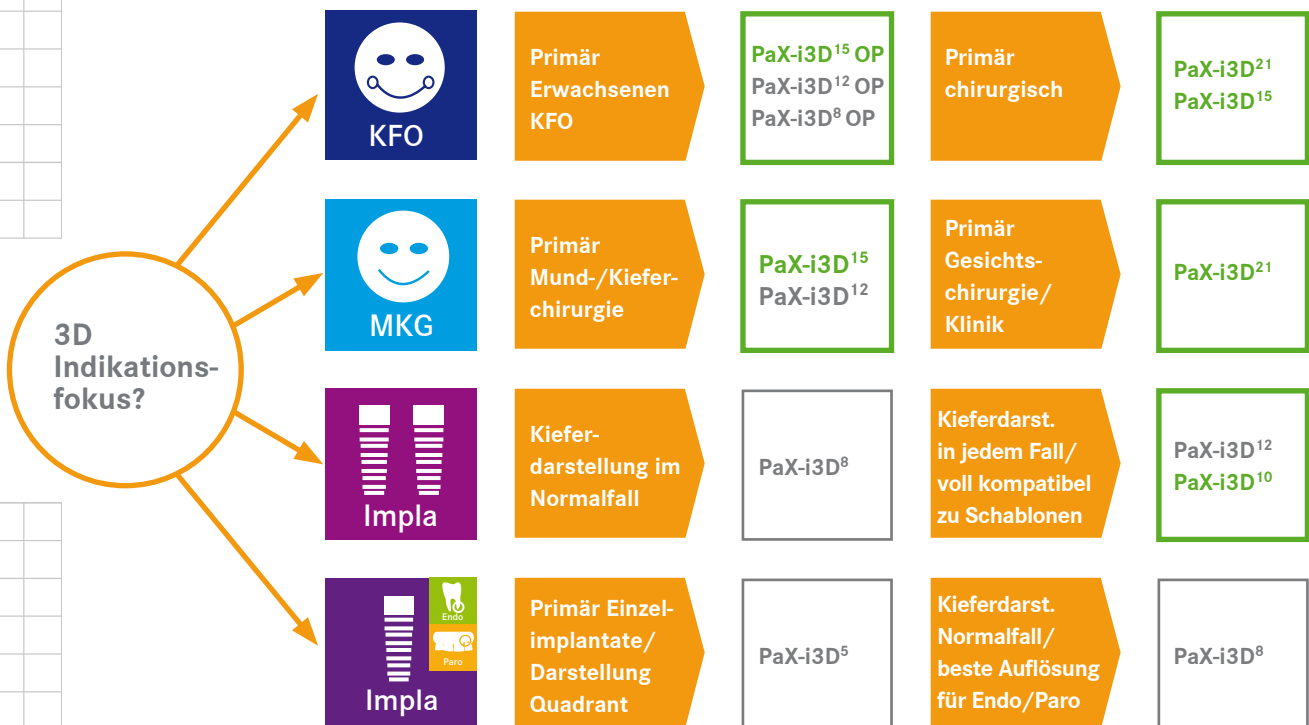 3D
Indikations-
fokus?
KFO
Primär
Erwachsenen
KFO
PaX-i3D¹⁵ OP
PaX-i3D¹² OP
PaX-i3D⁸ OP
Primär
chirurgisch
PaX-i3D²¹
PaX-i3D¹⁵
MKG
Primär
Mund-/Kiefer-
chirurgie
PaX-i3D¹⁵
PaX-i3D¹²
Primär
Gesichts-
chirurgie/
Klinik
PaX-i3D²¹
Impla
Kiefer-
darstellung im
Normalfall
PaX-i3D⁸
Kieferdarst.
in jedem Fall/
voll kompatibel
zu Schablonen
PaX-i3D¹²
PaX-i3D¹⁰
Endo
Paro
Impla
Primär Einzel-
implantate/
Darstellung
Quadrant
PaX-i3D⁵
Kieferdarst.
Normalfall/
beste Auflösung
für Endo/Paro
PaX-i3D⁸